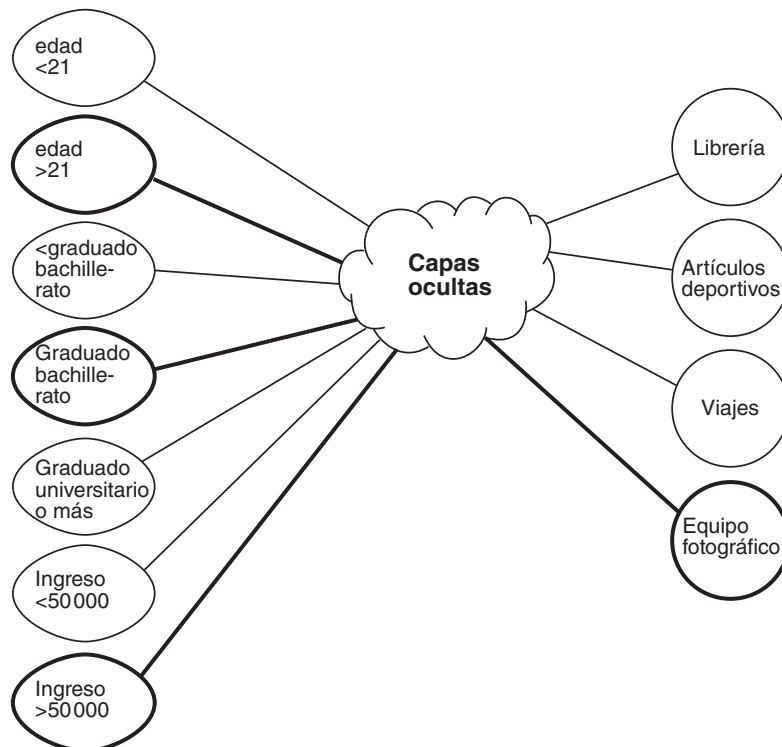 edad
<21
edad
>21
<graduado
bachille-
rato
Graduado
bachille-
rato
Graduado
universitario
o más
Ingreso
<50 000
Ingreso
>50 000
Capas
ocultas
Librería
Artículos
deportivos
Viajes
Equipo
fotográfico